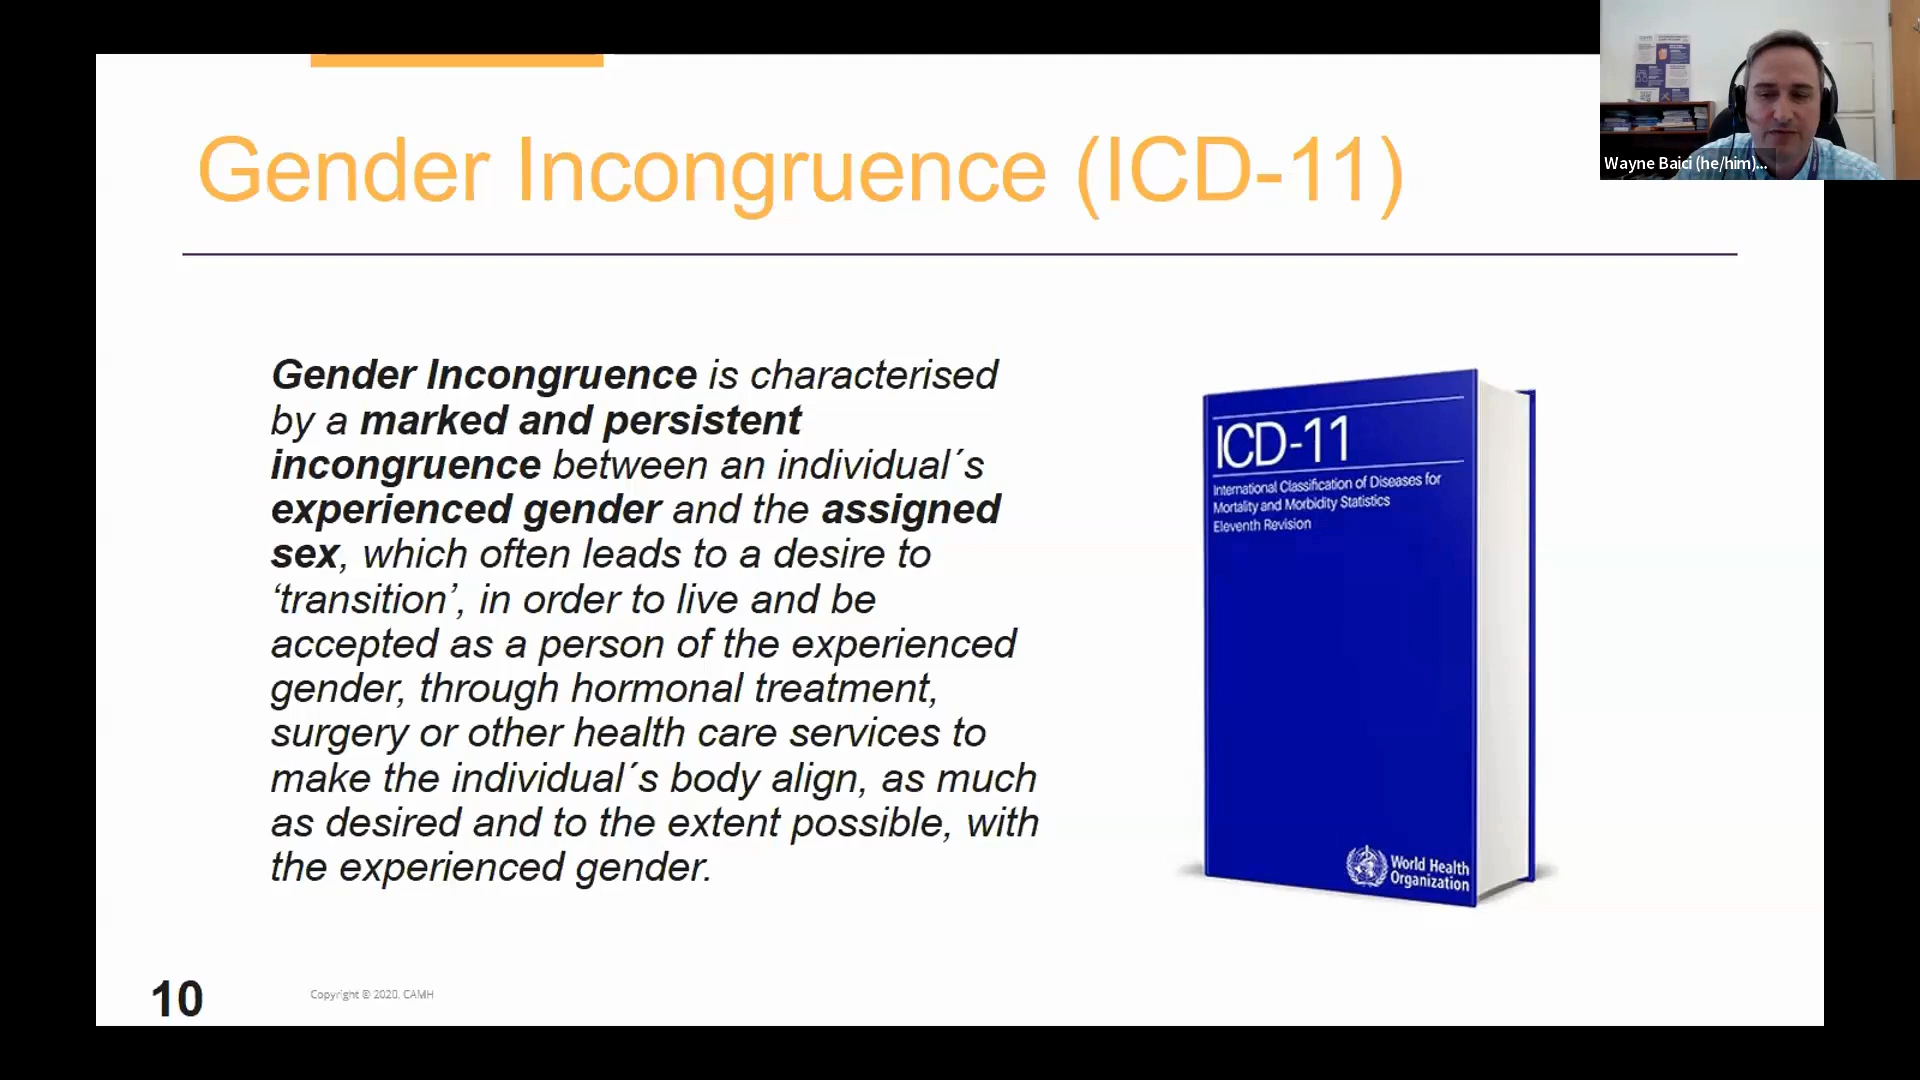 Gender Incongruence (ICD-11)
Wayne Baici (he/him)...
Gender Incongruence is characterised
by a marked and persistent
incongruence between an individual´s
experienced gender and the assigned
sex, which often leads to a desire to
‘transition’, in order to live and be
accepted as a person of the experienced
gender, through hormonal treatment,
surgery or other health care services to
make the individual´s body align, as much
as desired and to the extent possible, with
the experienced gender.
ICD-11
International Classification of Diseases for
Mortality and Morbidity Statistics
Eleventh Revision
World Health
Organization
10
Copyright © 2020, CAMH